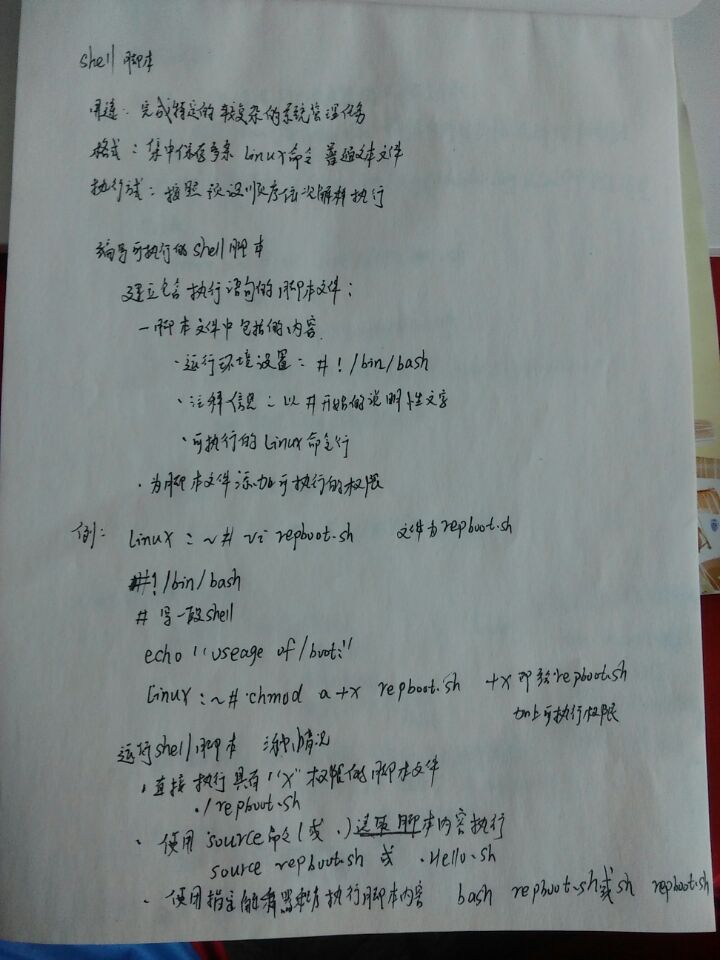 shell 脚本
用途：完成特定的 较复杂的系统管理任务
格式：集中保存多条 Linux 命令 普通文本文件
执行方式：按照 预设顺序依次解释执行
编写可执行的 shell 脚本
建立包含 执行语句的脚本文件：
一脚本文件中包括的内容
·运行环境设置：#！/bin/bash
·注释信息：以 # 开始的说明性文字
·可执行的 Linux 命令行
·为脚本文件添加可执行的权限
例： Linux：~# vi repboot.sh 文件为 repboot.sh
#！/bin/bash
# 写一段 shell
echo "useage of /boot:"
Linux：~# chmod a+x repboot.sh +x 即给 repboot.sh
加上可执行权限
运行 shell 脚本 情况
·直接 执行具有 "x" 权限的脚本文件
./repboot.sh
·使用 source 命令（或 .）读取 脚本内容执行
source repboot.sh 或 . Hello.sh
·使用指定解释器 执行脚本内容 bash repboot.sh 或 sh repboot.sh